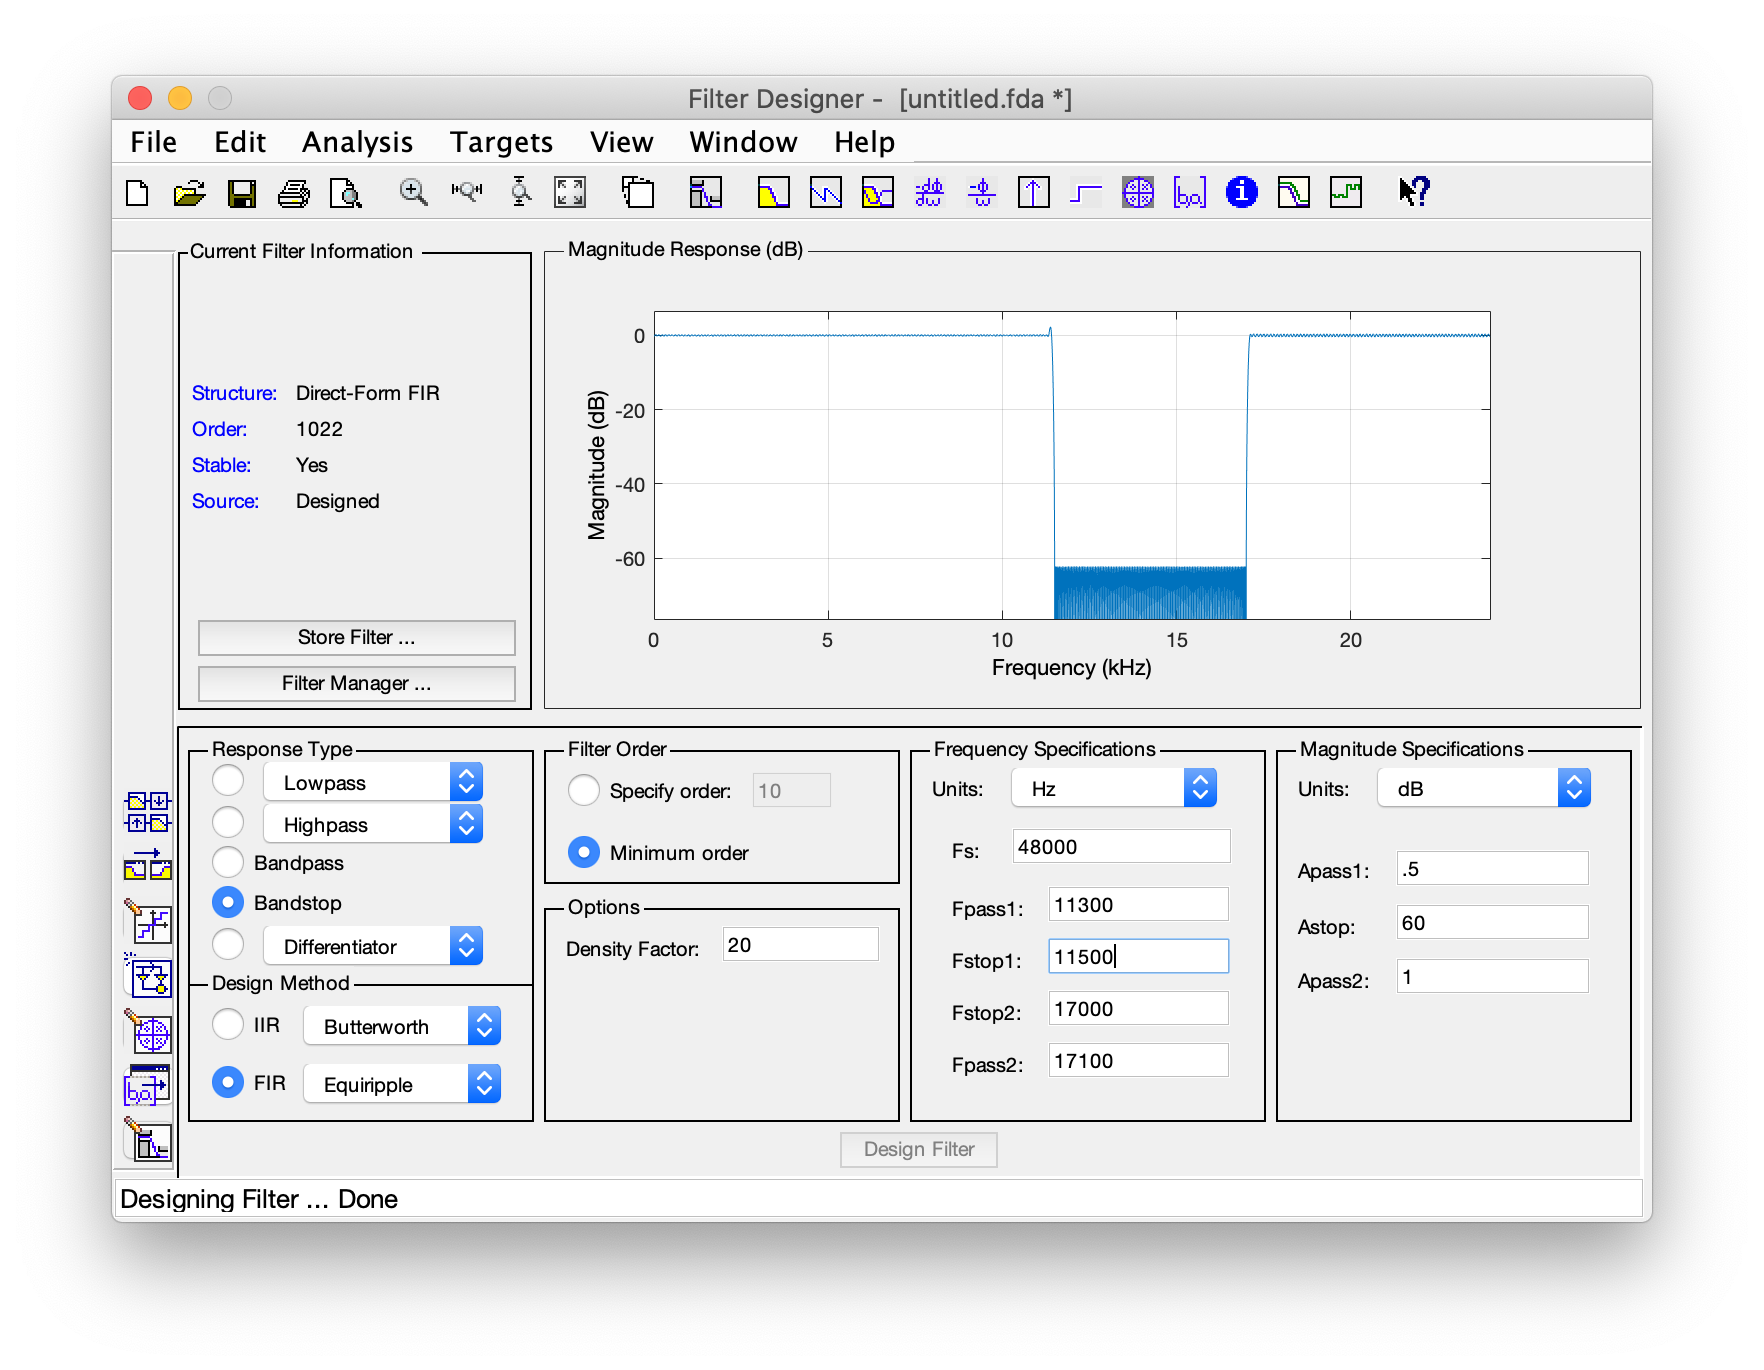 Filter Designer - [untitled.fda *]
File Edit Analysis Targets View Window Help
Current Filter Information
Structure: Direct-Form FIR
Order: 1022
Stable: Yes
Source: Designed
Store Filter ...
Filter Manager ...
Magnitude Response (dB)
Magnitude (dB)
0
-20
-40
-60
0 5 10 15 20
Frequency (kHz)
Response Type
Lowpass
Highpass
Bandpass
Bandstop
Differentiator
Design Method
IIR Butterworth
FIR Equiripple
Filter Order
Specify order: 10
Minimum order
Options
Density Factor: 20
Frequency Specifications
Units: Hz
Fs: 48000
Fpass1: 11300
Fstop1: 11500
Fstop2: 17000
Fpass2: 17100
Magnitude Specifications
Units: dB
Apass1: .5
Astop: 60
Apass2: 1
Design Filter
Designing Filter ... Done